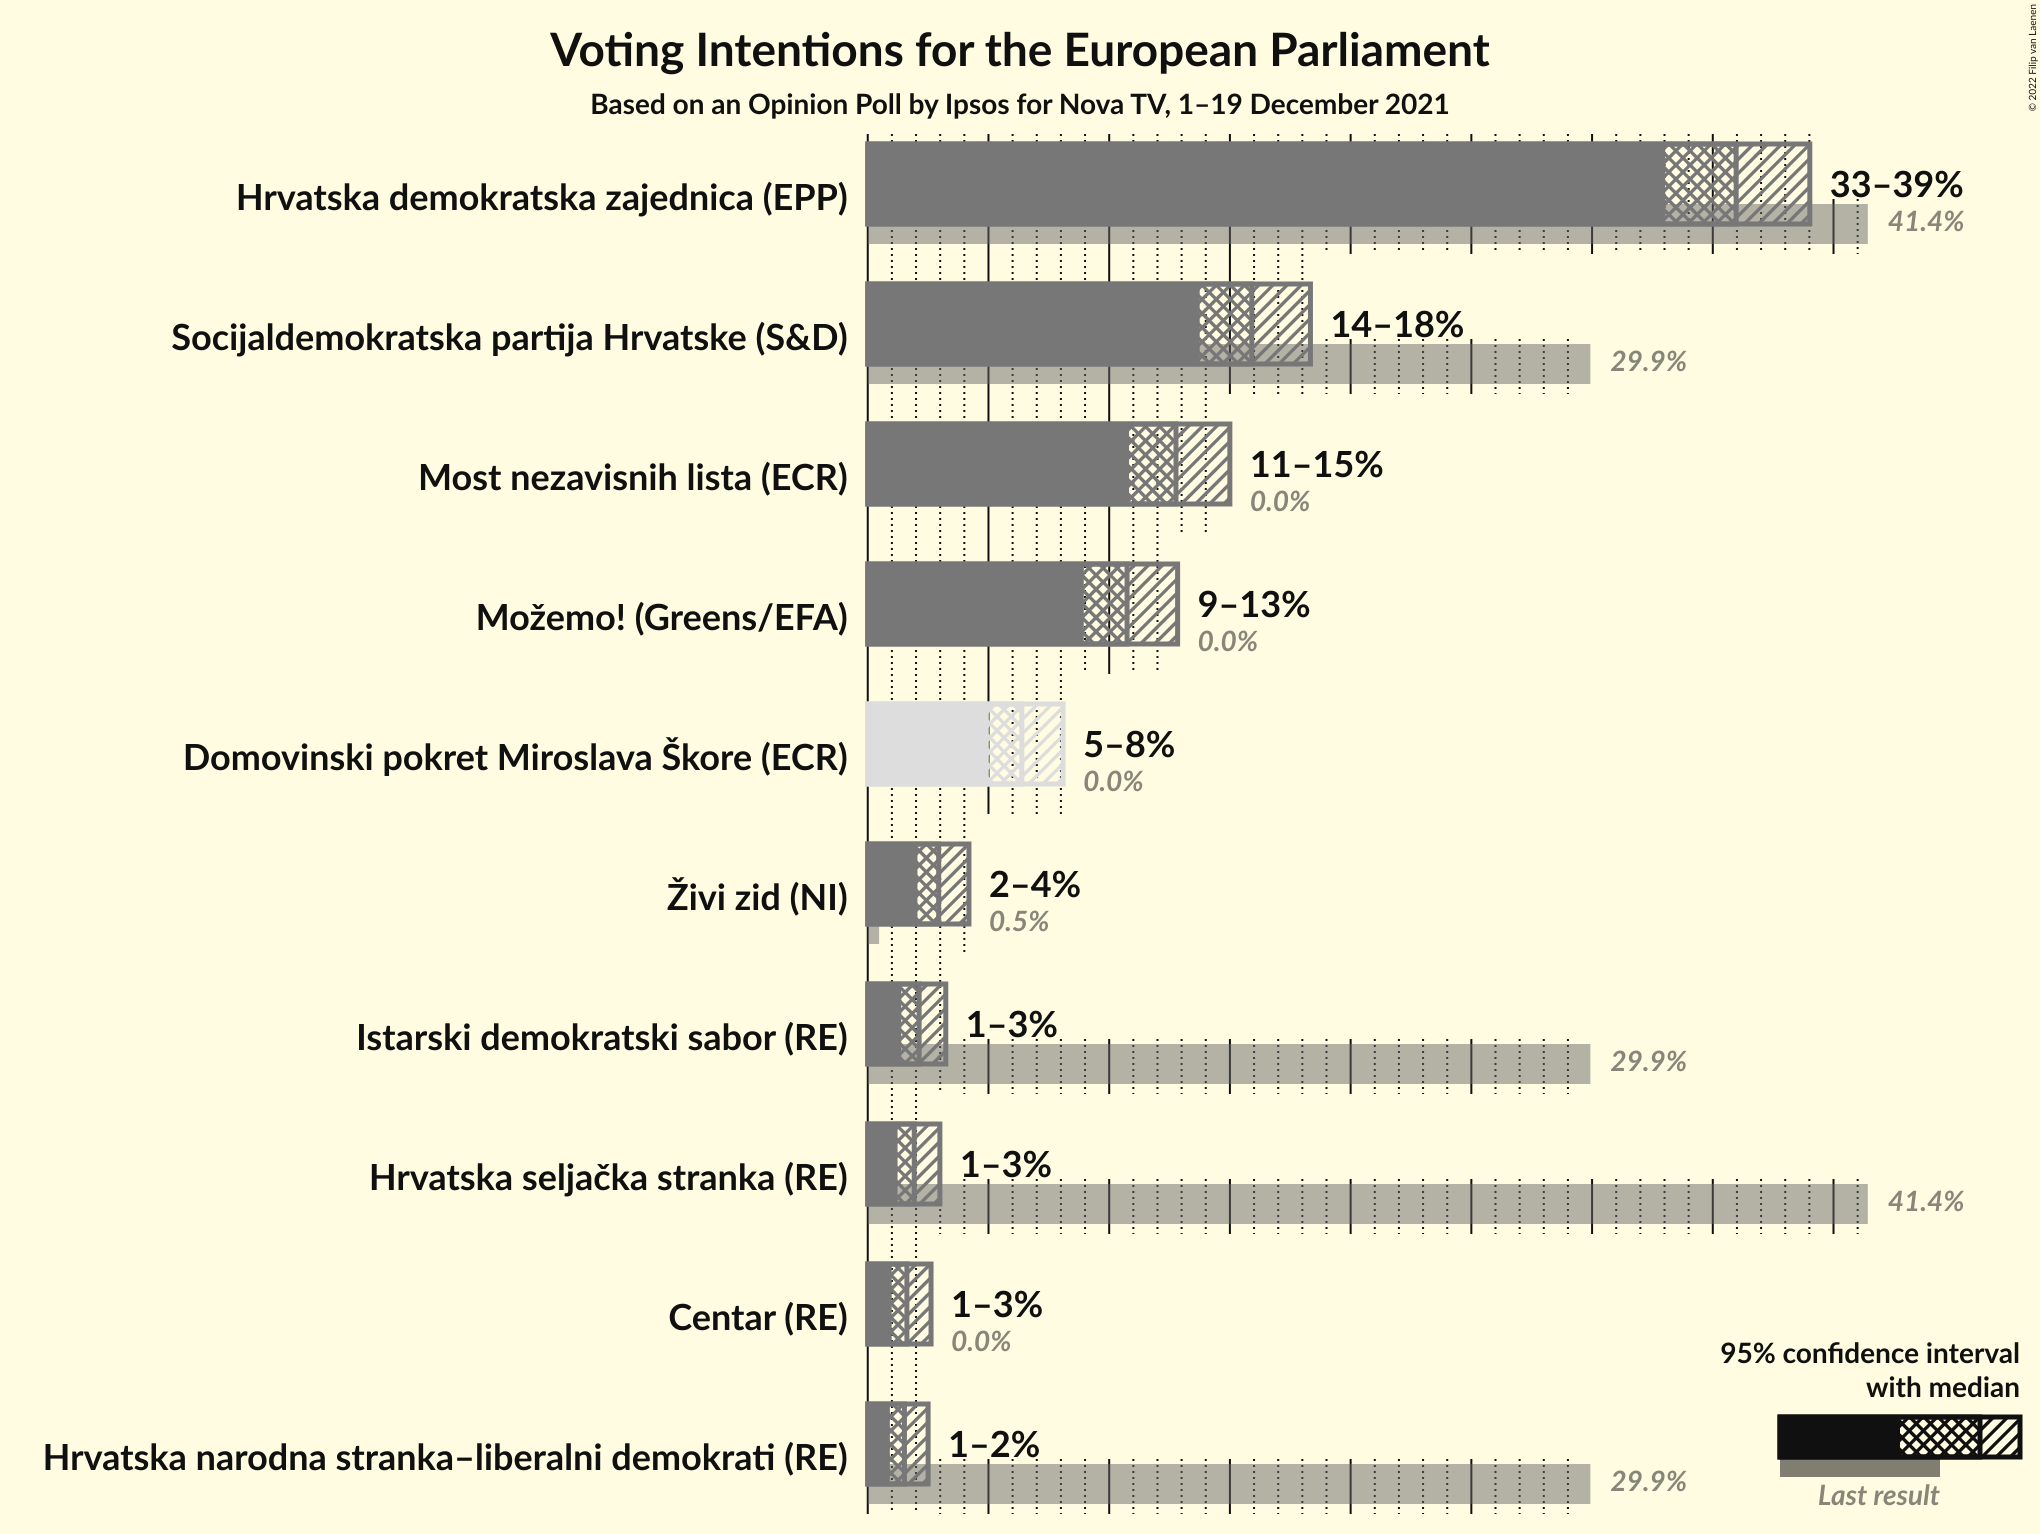 Voting Intentions for the European Parliament
Based on an Opinion Poll by Ipsos for Nova TV, 1–19 December 2021
© 2022 Filip van Laenen
Hrvatska demokratska zajednica (EPP)
33–39%
41.4%
Socijaldemokratska partija Hrvatske (S&D)
14–18%
29.9%
Most nezavisnih lista (ECR)
11–15%
0.0%
Možemo! (Greens/EFA)
9–13%
0.0%
Domovinski pokret Miroslava Škore (ECR)
5–8%
0.0%
Živi zid (NI)
2–4%
0.5%
Istarski demokratski sabor (RE)
1–3%
29.9%
Hrvatska seljačka stranka (RE)
1–3%
41.4%
Centar (RE)
1–3%
0.0%
Hrvatska narodna stranka–liberalni demokrati (RE)
1–2%
29.9%
95% confidence interval
with median
Last result